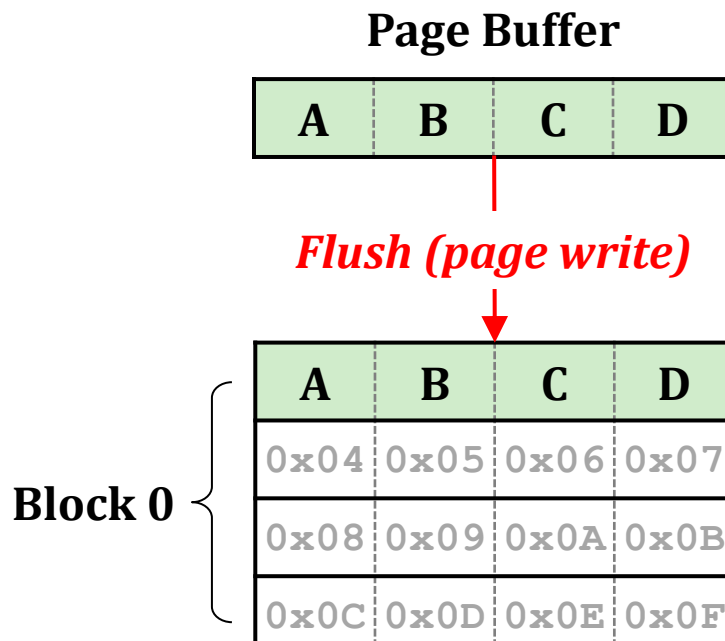 Page Buffer
A B C D
Flush (page write)
A B C D
0x04 0x05 0x06 0x07
Block 0
0x08 0x09 0x0A 0x0B
0x0C 0x0D 0x0E 0x0F